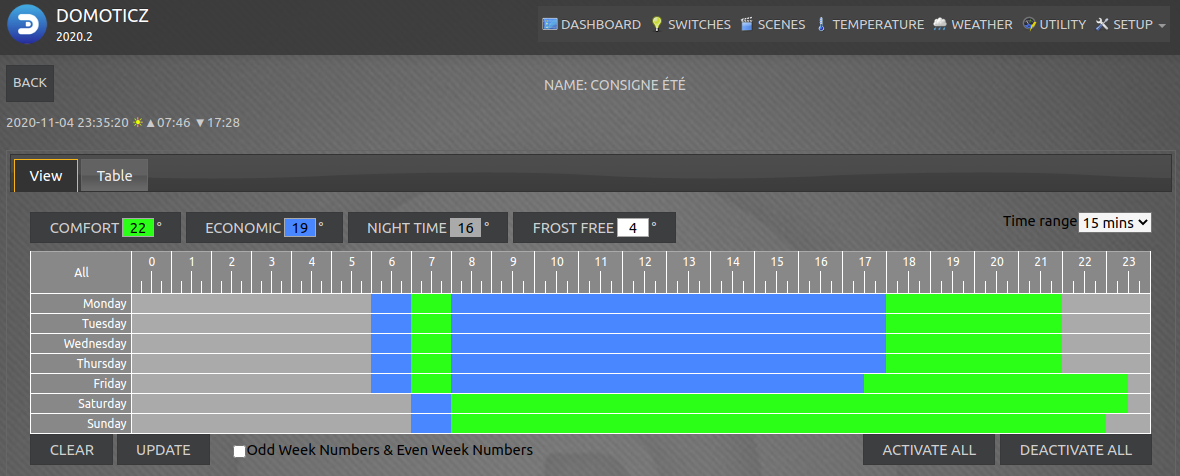 DOMOTICZ
2020.2
DASHBOARD SWITCHES SCENES TEMPERATURE WEATHER UTILITY SETUP
BACK
NAME: CONSIGNE ÉTÉ
2020-11-04 23:35:20 ☀ ▲07:46 ▼17:28
View Table
COMFORT 22 ° ECONOMIC 19 ° NIGHT TIME 16 ° FROST FREE 4 ° Time range 15 mins
All 0 1 2 3 4 5 6 7 8 9 10 11 12 13 14 15 16 17 18 19 20 21 22 23
Monday
Tuesday
Wednesday
Thursday
Friday
Saturday
Sunday
CLEAR UPDATE Odd Week Numbers & Even Week Numbers ACTIVATE ALL DEACTIVATE ALL